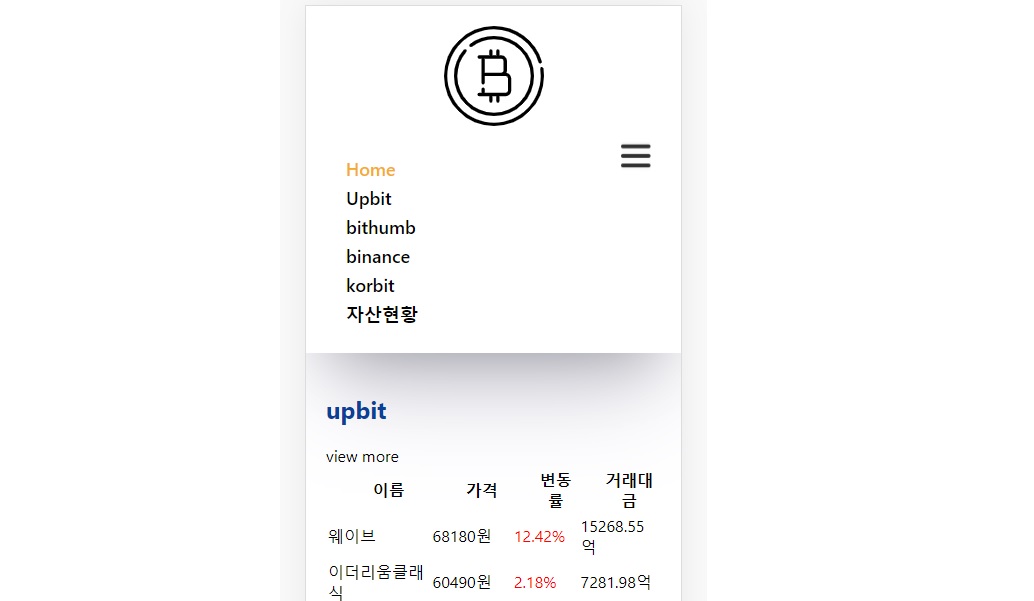 Home
Upbit
bithumb
binance
korbit
자산현황
upbit
view more
이름 가격 변동률 거래대금
웨이브 68180원 12.42% 15268.55억
이더리움클래식 60490원 2.18% 7281.98억